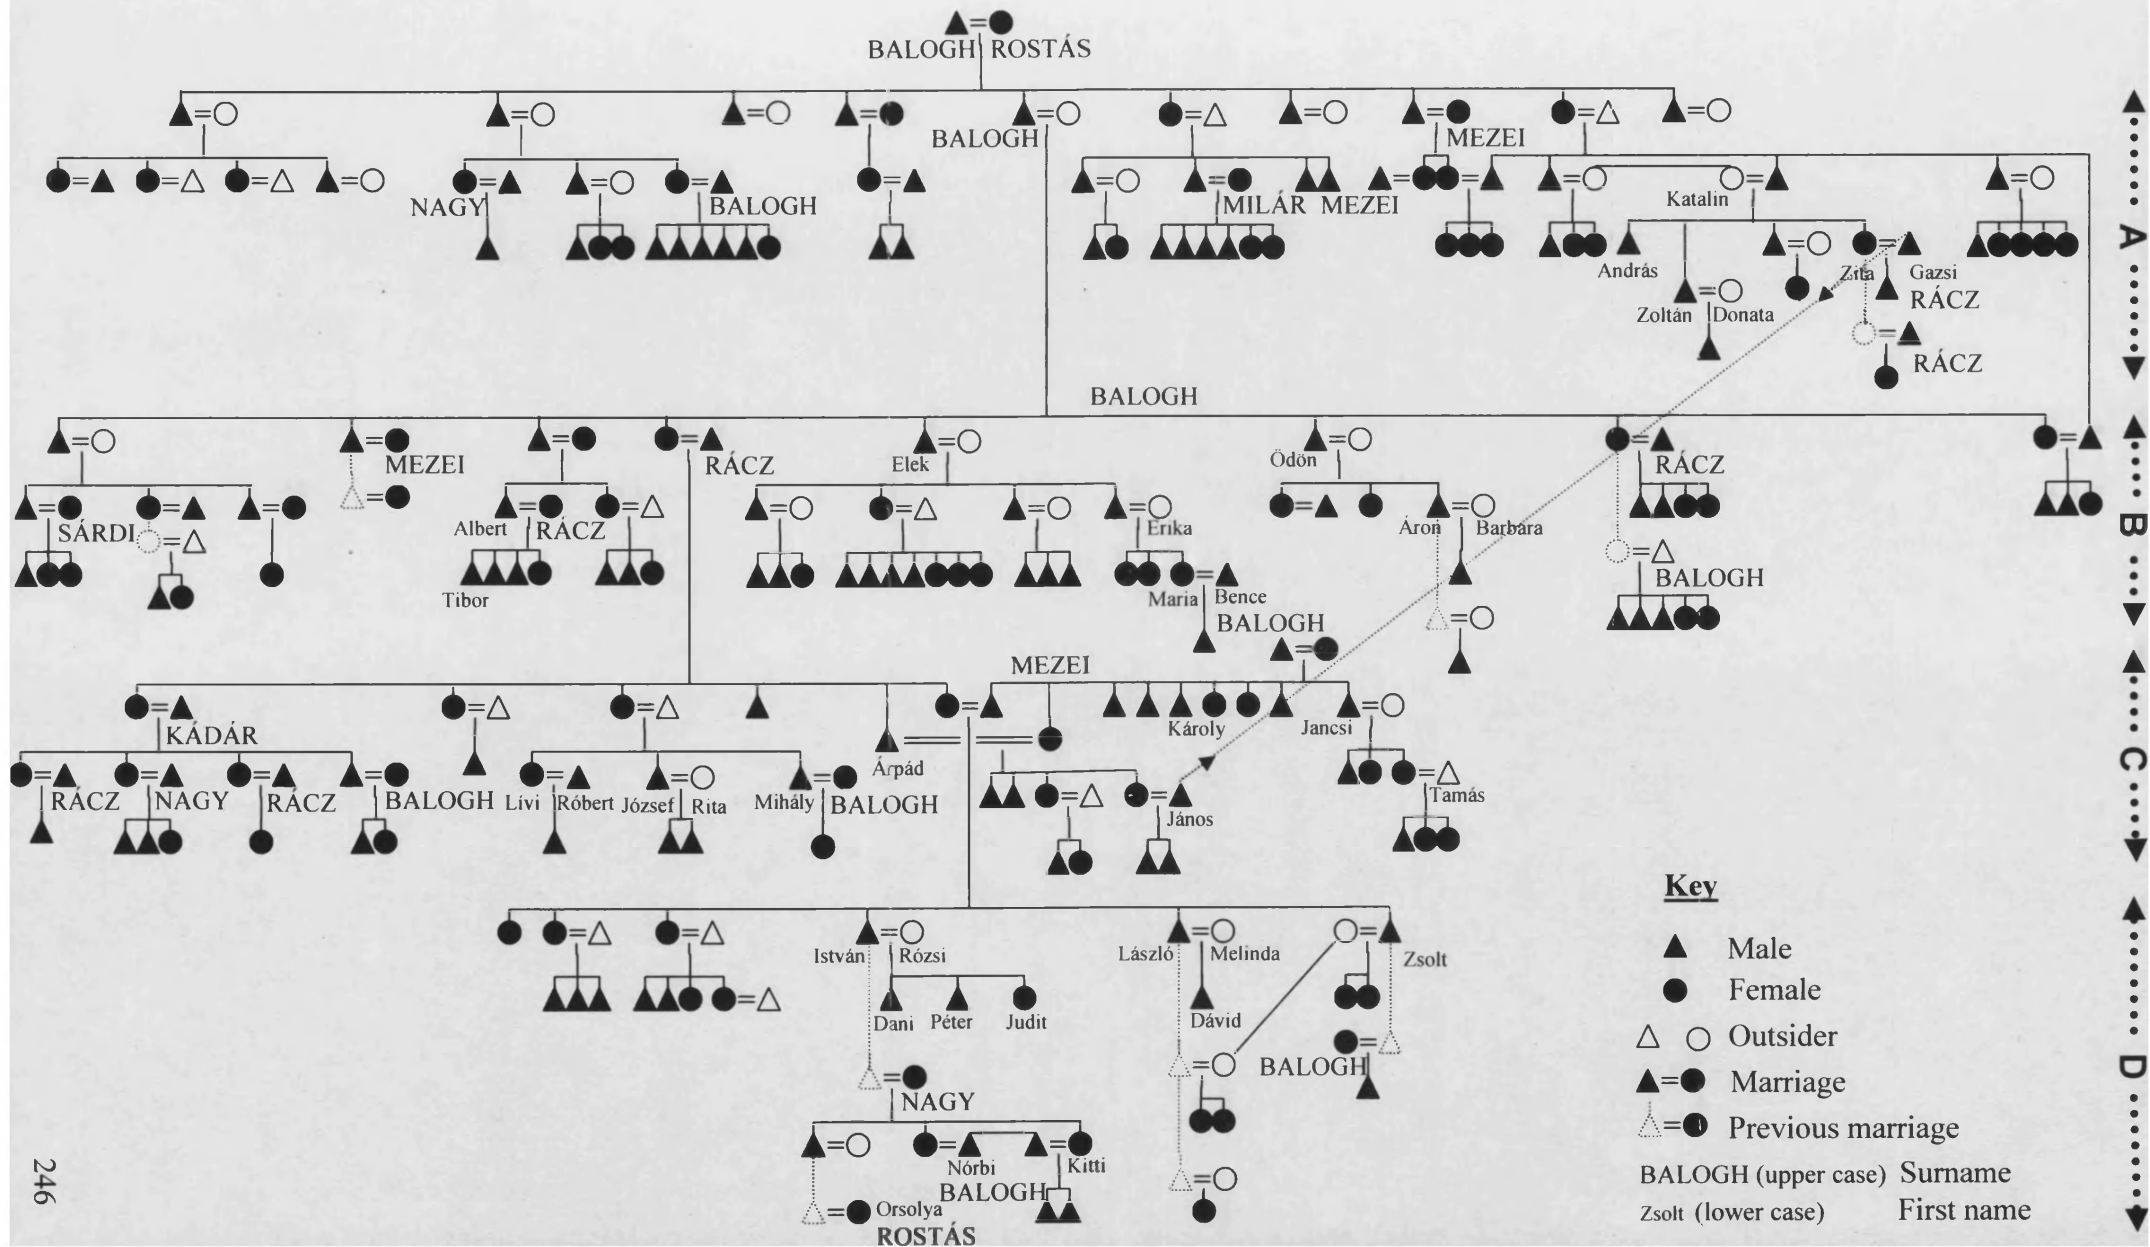 BALOGH ROSTÁS
BALOGH
MEZEI
NAGY
BALOGH
MILÁR MEZEI
Katalin
András
Zita
Gazsi
RÁCZ
Zoltán
Donata
RÁCZ
A
BALOGH
MEZEI
RÁCZ
Elek
Ödön
RÁCZ
SÁRDI
Albert
RÁCZ
Erika
Áron
Barbara
B
Tibor
Maria
Bence
BALOGH
BALOGH
MEZEI
KÁDÁR
Károly
Jancsi
Árpád
C
RÁCZ
NAGY
RÁCZ
BALOGH
Lívi
Róbert
József
Rita
Mihály
BALOGH
János
Tamás
István
Rózsi
László
Melinda
Zsolt
Dani
Péter
Judit
Dávid
BALOGH
NAGY
Nórbi
Kitti
BALOGH
Orsolya
ROSTÁS
D
Key
Male
Female
Outsider
Marriage
Previous marriage
BALOGH (upper case) Surname
Zsolt (lower case) First name
246